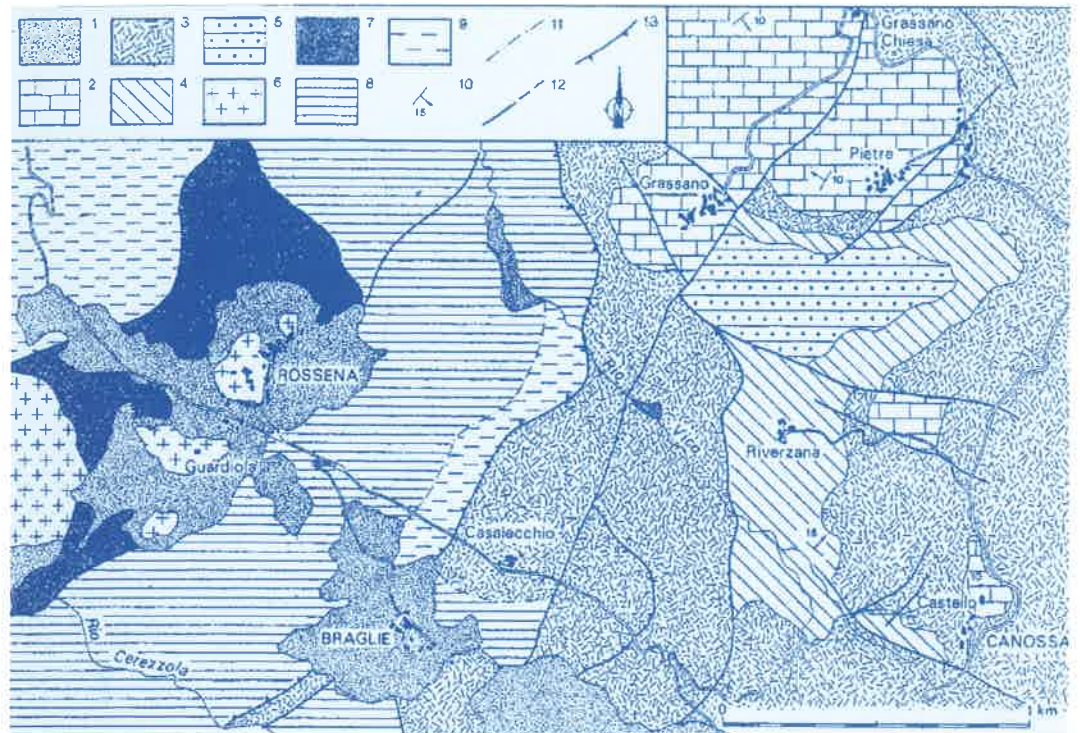 1 3 5 7 9 11 13
2 4 6 8 10 12
15
10
Grassano
Chiesa
Pietre
10
Grassano
ROSSENA
Rio
Vico
Guardiola
Riverzana
15
Casalecchio
Castello
BRAGLIE
CANOSSA
Rio
Cerezzola
0 1 km